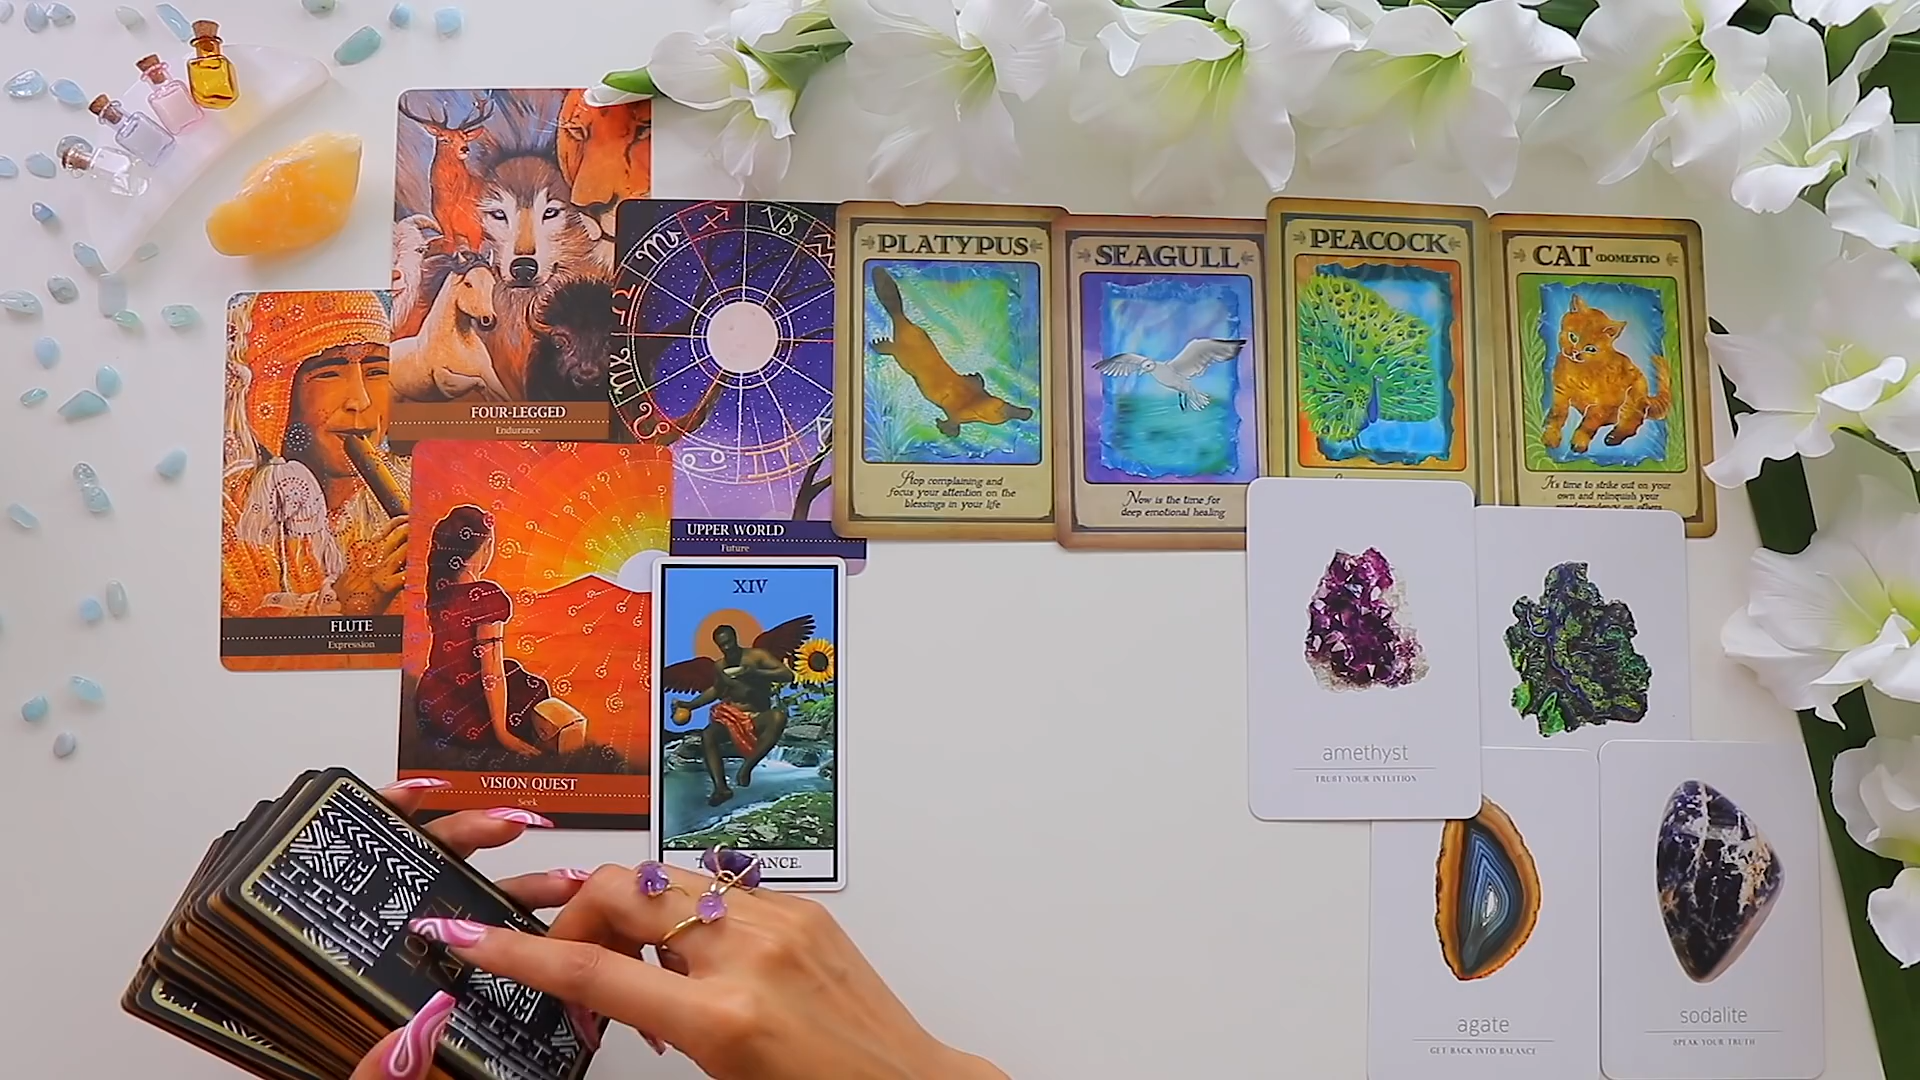 FOUR-LEGGED
Endurance
FLUTE
Expression
UPPER WORLD
Future
VISION QUEST
Seek
XIV
PLATYPUS
Stop complaining and
focus your attention on the
blessings in your life
SEAGULL
Now is the time for
deep emotional healing
PEACOCK
CAT (DOMESTIC)
It's time to strike out on your
own and relinquish your
amethyst
TRUST YOUR INTUITION
agate
GET BACK INTO BALANCE
sodalite
SPEAK YOUR TRUTH